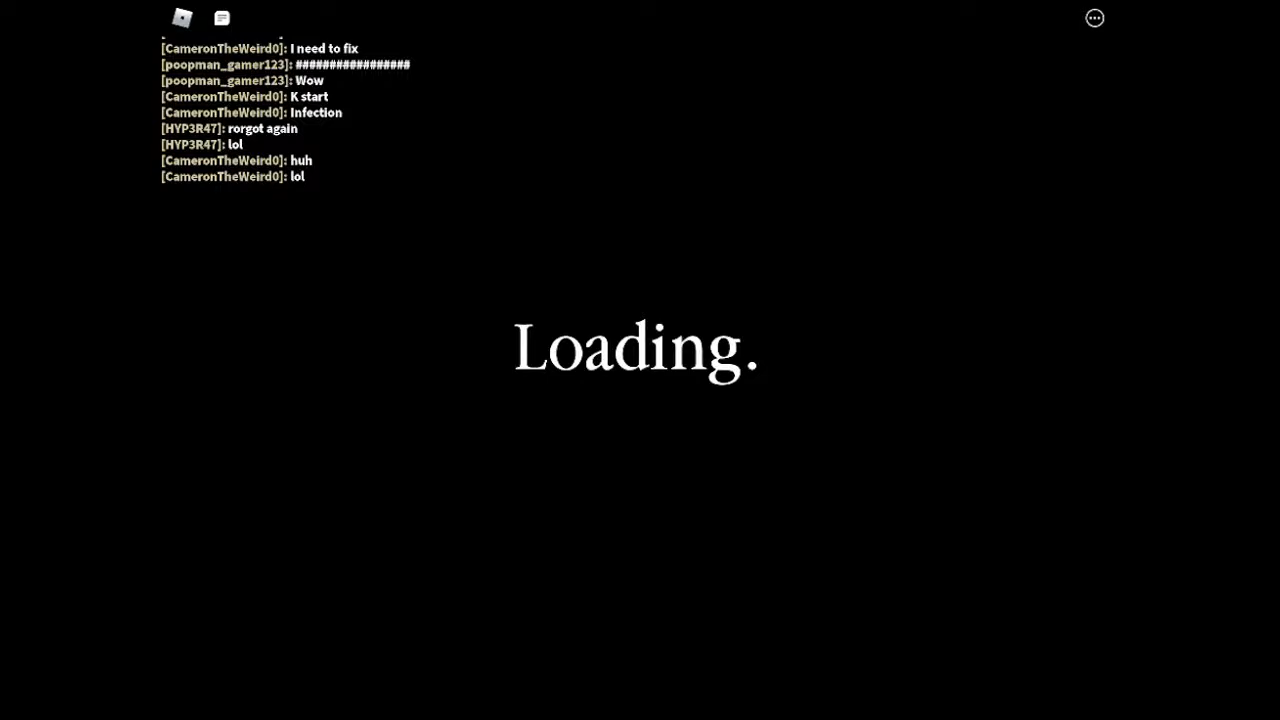 [CameronTheWeird0]: I need to fix
[poopman_gamer123]: #################
[poopman_gamer123]: Wow
[CameronTheWeird0]: K start
[CameronTheWeird0]: Infection
[HYP3R47]: rorgot again
[HYP3R47]: lol
[CameronTheWeird0]: huh
[CameronTheWeird0]: lol
Loading.